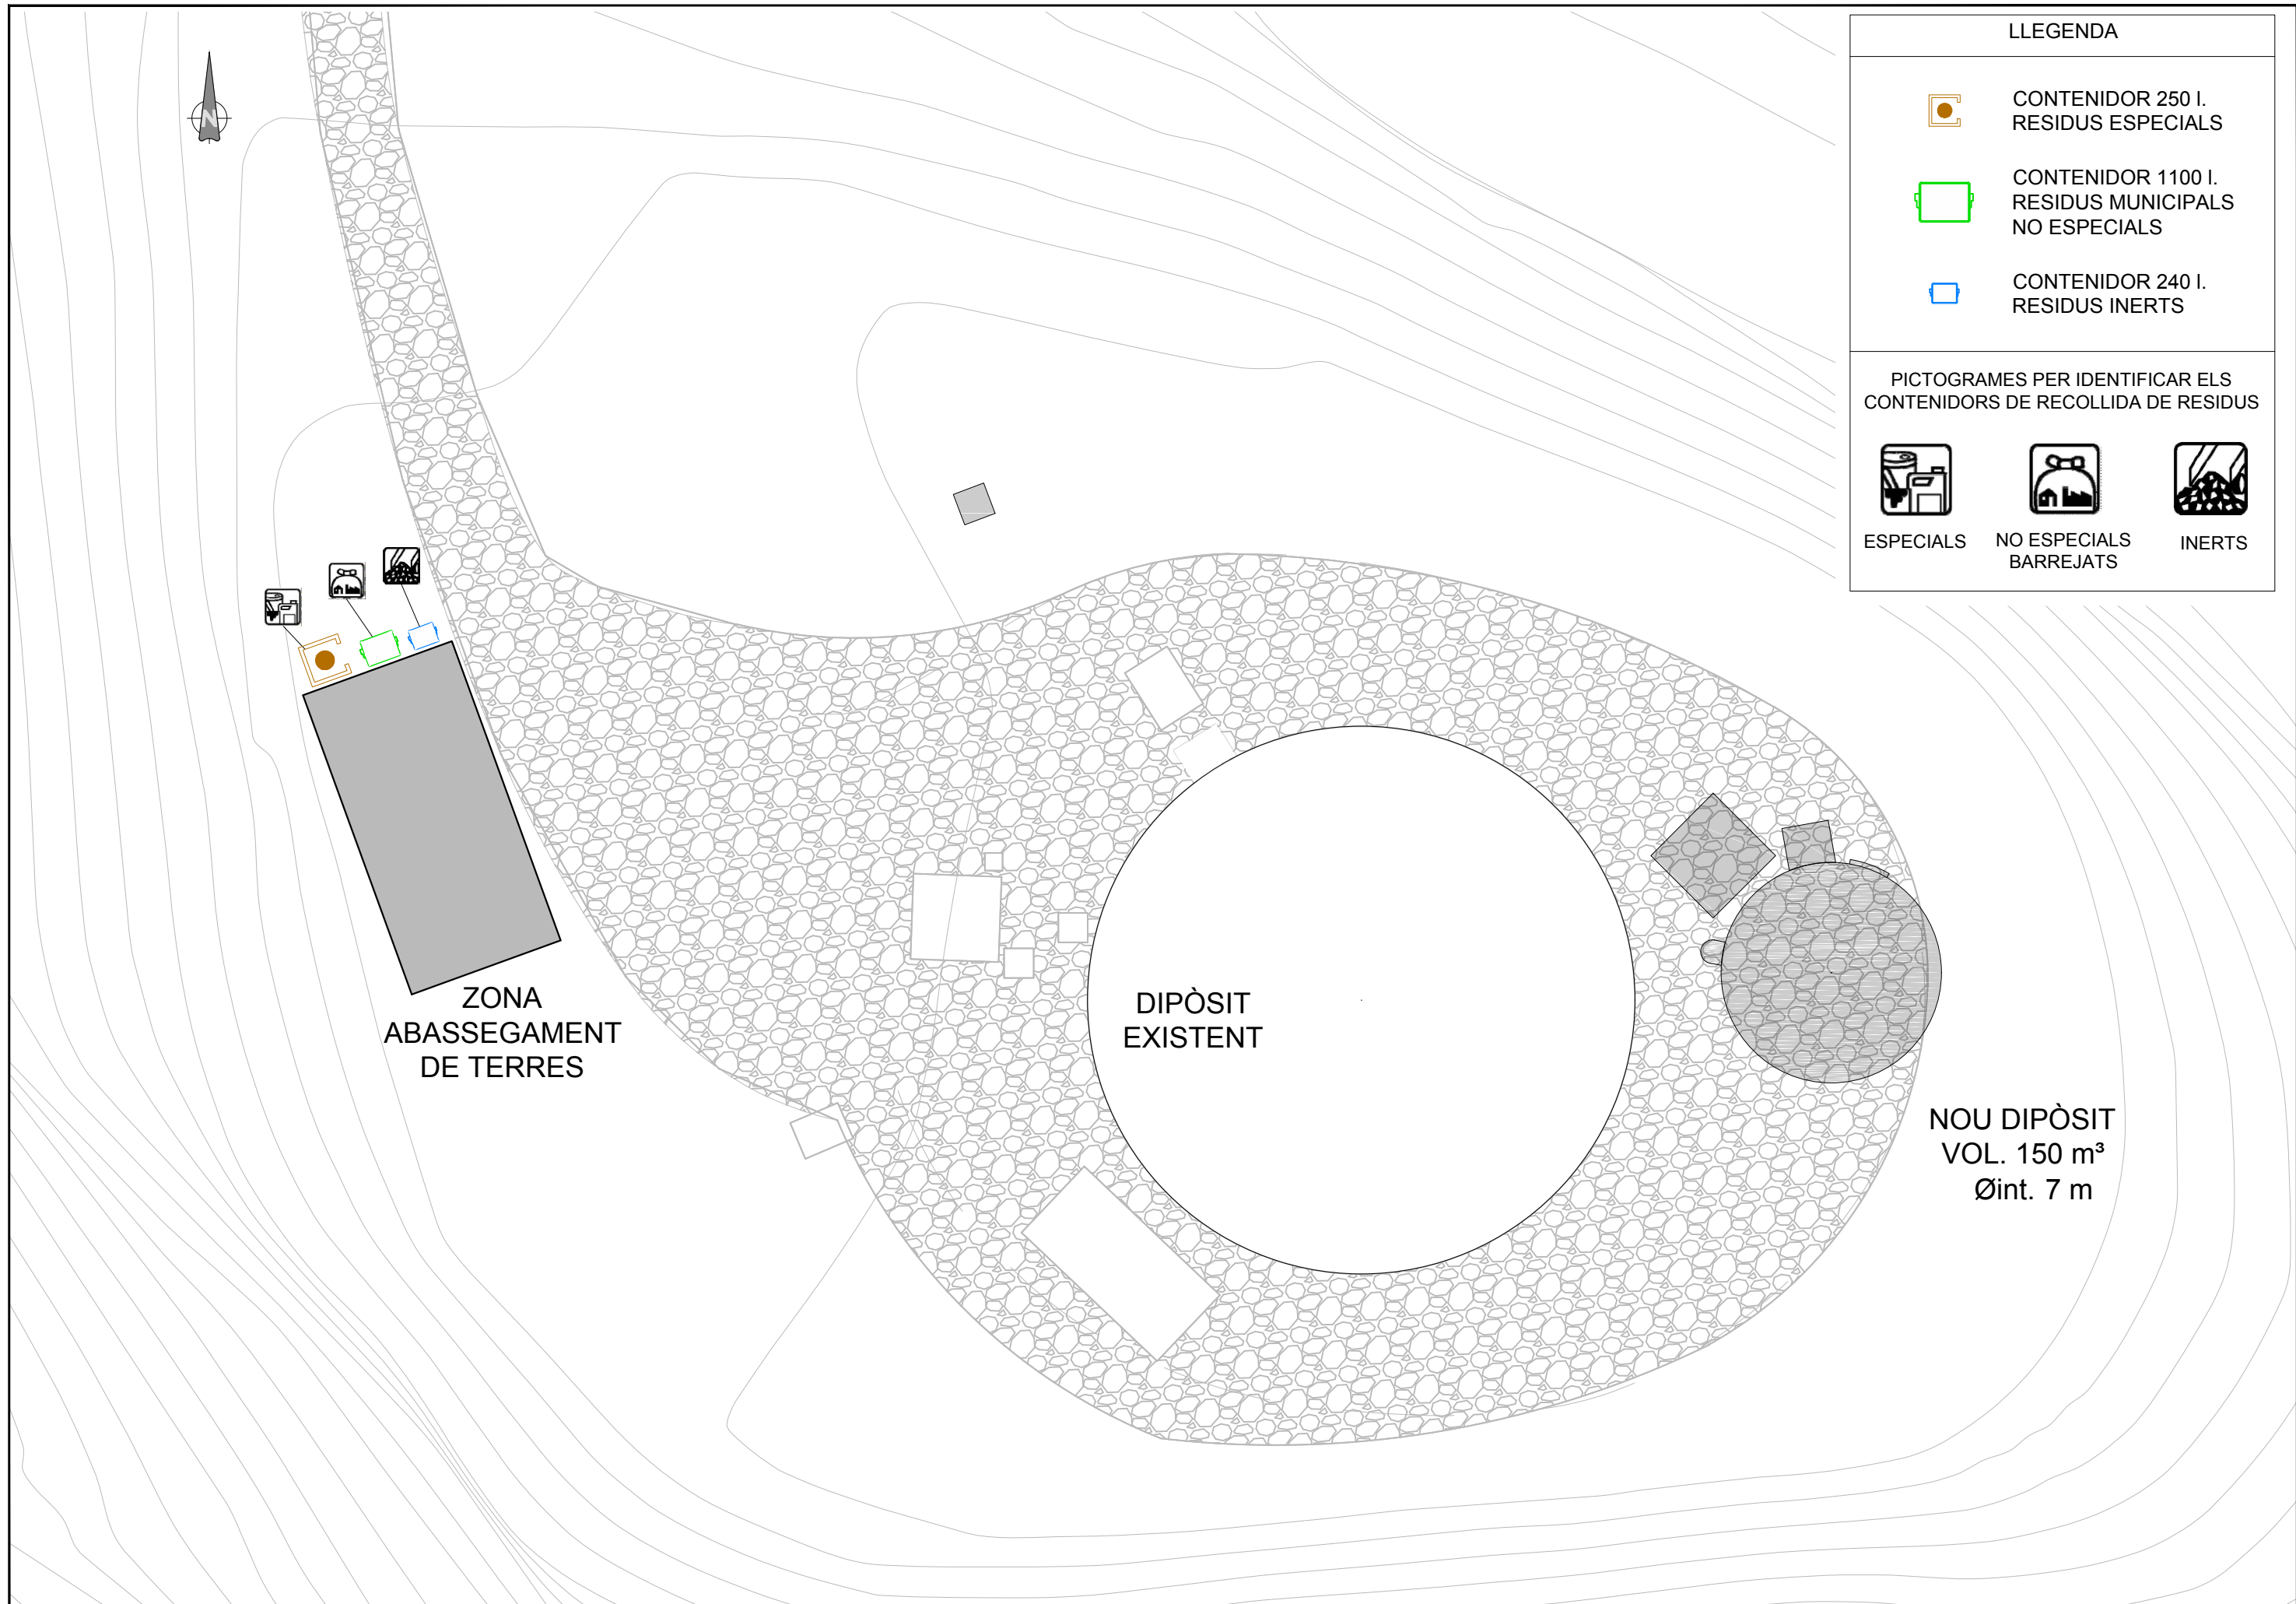 LLEGENDA
CONTENIDOR 250 l.
RESIDUS ESPECIALS
CONTENIDOR 1100 l.
RESIDUS MUNICIPALS
NO ESPECIALS
CONTENIDOR 240 l.
RESIDUS INERTS
PICTOGRAMES PER IDENTIFICAR ELS
CONTENIDORS DE RECOLLIDA DE RESIDUS
ESPECIALS
NO ESPECIALS
BARREJATS
INERTS
N
ZONA
ABASSEGAMENT
DE TERRES
DIPÒSIT
EXISTENT
NOU DIPÒSIT
VOL. 150 m³
Øint. 7 m